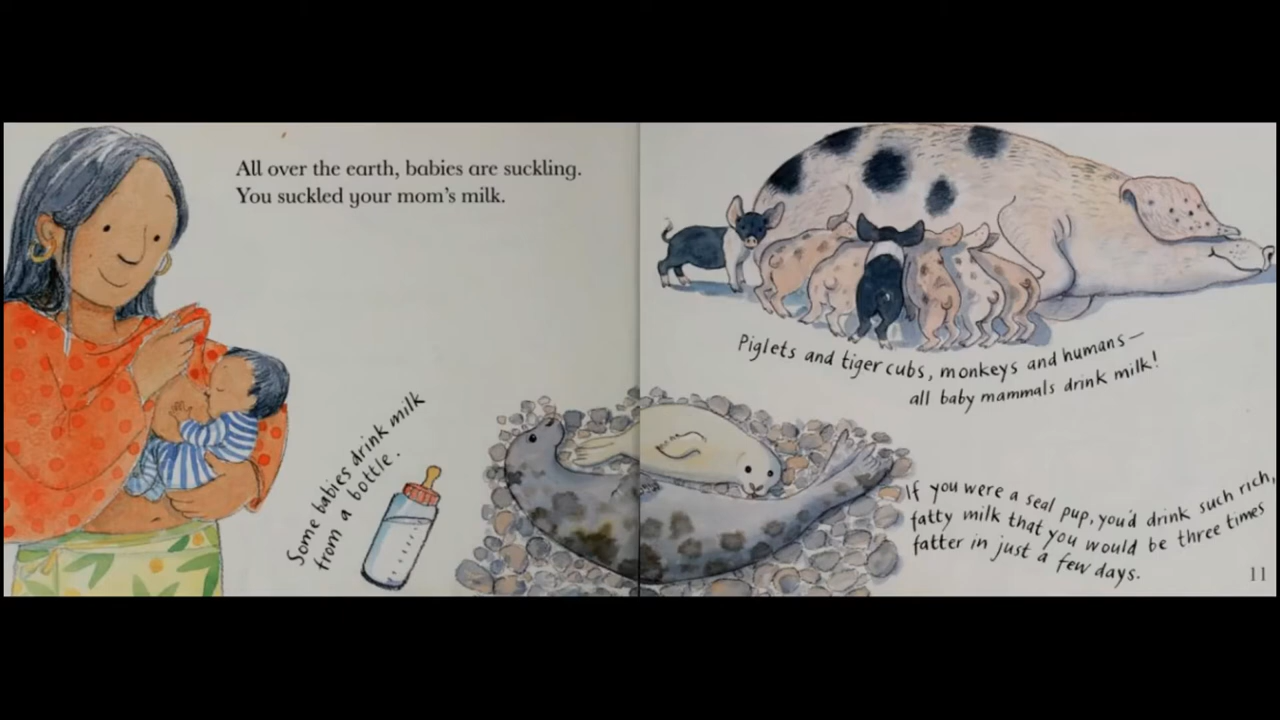 All over the earth, babies are suckling.
You suckled your mom's milk.
Some babies drink milk
from a bottle.
Piglets and tiger cubs, monkeys and humans—
all baby mammals drink milk!
If you were a seal pup, you'd drink such rich,
fatty milk that you would be three times
fatter in just a few days.
11